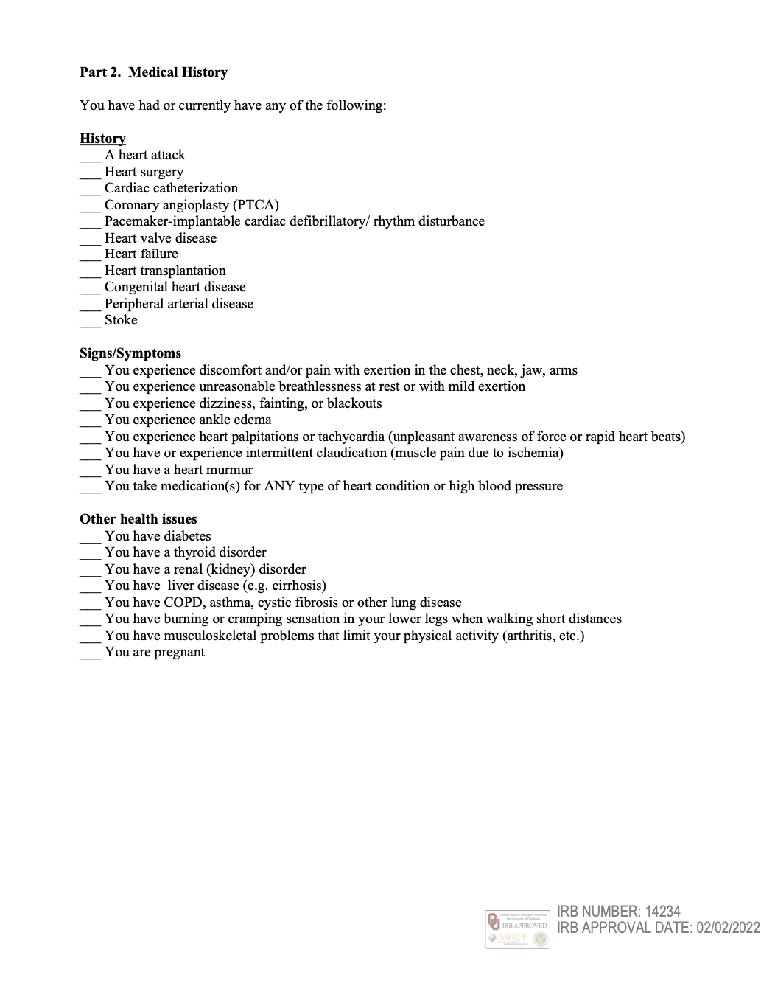 Part 2.  Medical History
You have had or currently have any of the following:
History
___ A heart attack
___ Heart surgery
___ Cardiac catheterization
___ Coronary angioplasty (PTCA)
___ Pacemaker-implantable cardiac defibrillatory/ rhythm disturbance
___ Heart valve disease
___ Heart failure
___ Heart transplantation
___ Congenital heart disease
___ Peripheral arterial disease
___ Stoke
Signs/Symptoms
___ You experience discomfort and/or pain with exertion in the chest, neck, jaw, arms
___ You experience unreasonable breathlessness at rest or with mild exertion
___ You experience dizziness, fainting, or blackouts
___ You experience ankle edema
___ You experience heart palpitations or tachycardia (unpleasant awareness of force or rapid heart beats)
___ You have or experience intermittent claudication (muscle pain due to ischemia)
___ You have a heart murmur
___ You take medication(s) for ANY type of heart condition or high blood pressure
Other health issues
___ You have diabetes
___ You have a thyroid disorder
___ You have a renal (kidney) disorder
___ You have  liver disease (e.g. cirrhosis)
___ You have COPD, asthma, cystic fibrosis or other lung disease
___ You have burning or cramping sensation in your lower legs when walking short distances
___ You have musculoskeletal problems that limit your physical activity (arthritis, etc.)
___ You are pregnant
Human Research Participant Protection
The University of Oklahoma
IRB APPROVED
AAHRPP
IRB NUMBER: 14234
IRB APPROVAL DATE: 02/02/2022